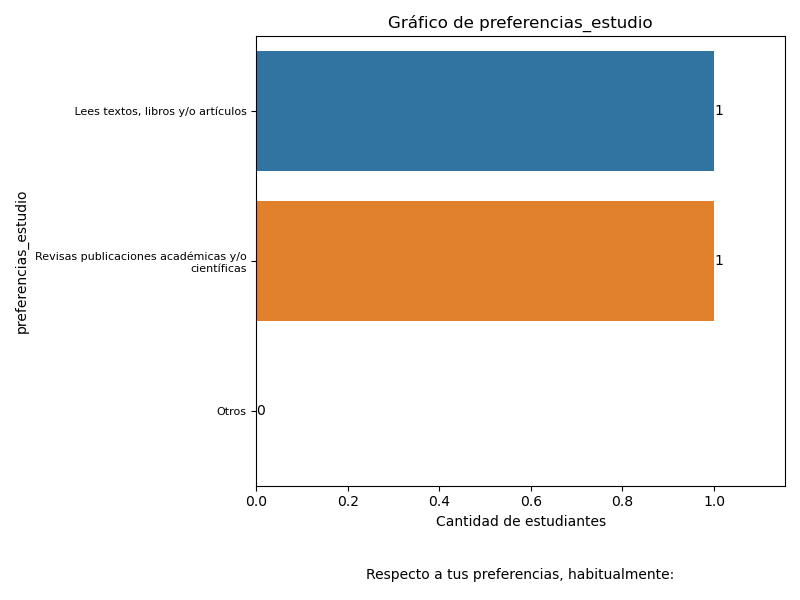 Gráfico de preferencias_estudio
Lees textos, libros y/o artículos
1
Revisas publicaciones académicas y/o
científicas
1
Otros
0
preferencias_estudio
0.0 0.2 0.4 0.6 0.8 1.0
Cantidad de estudiantes
Respecto a tus preferencias, habitualmente: